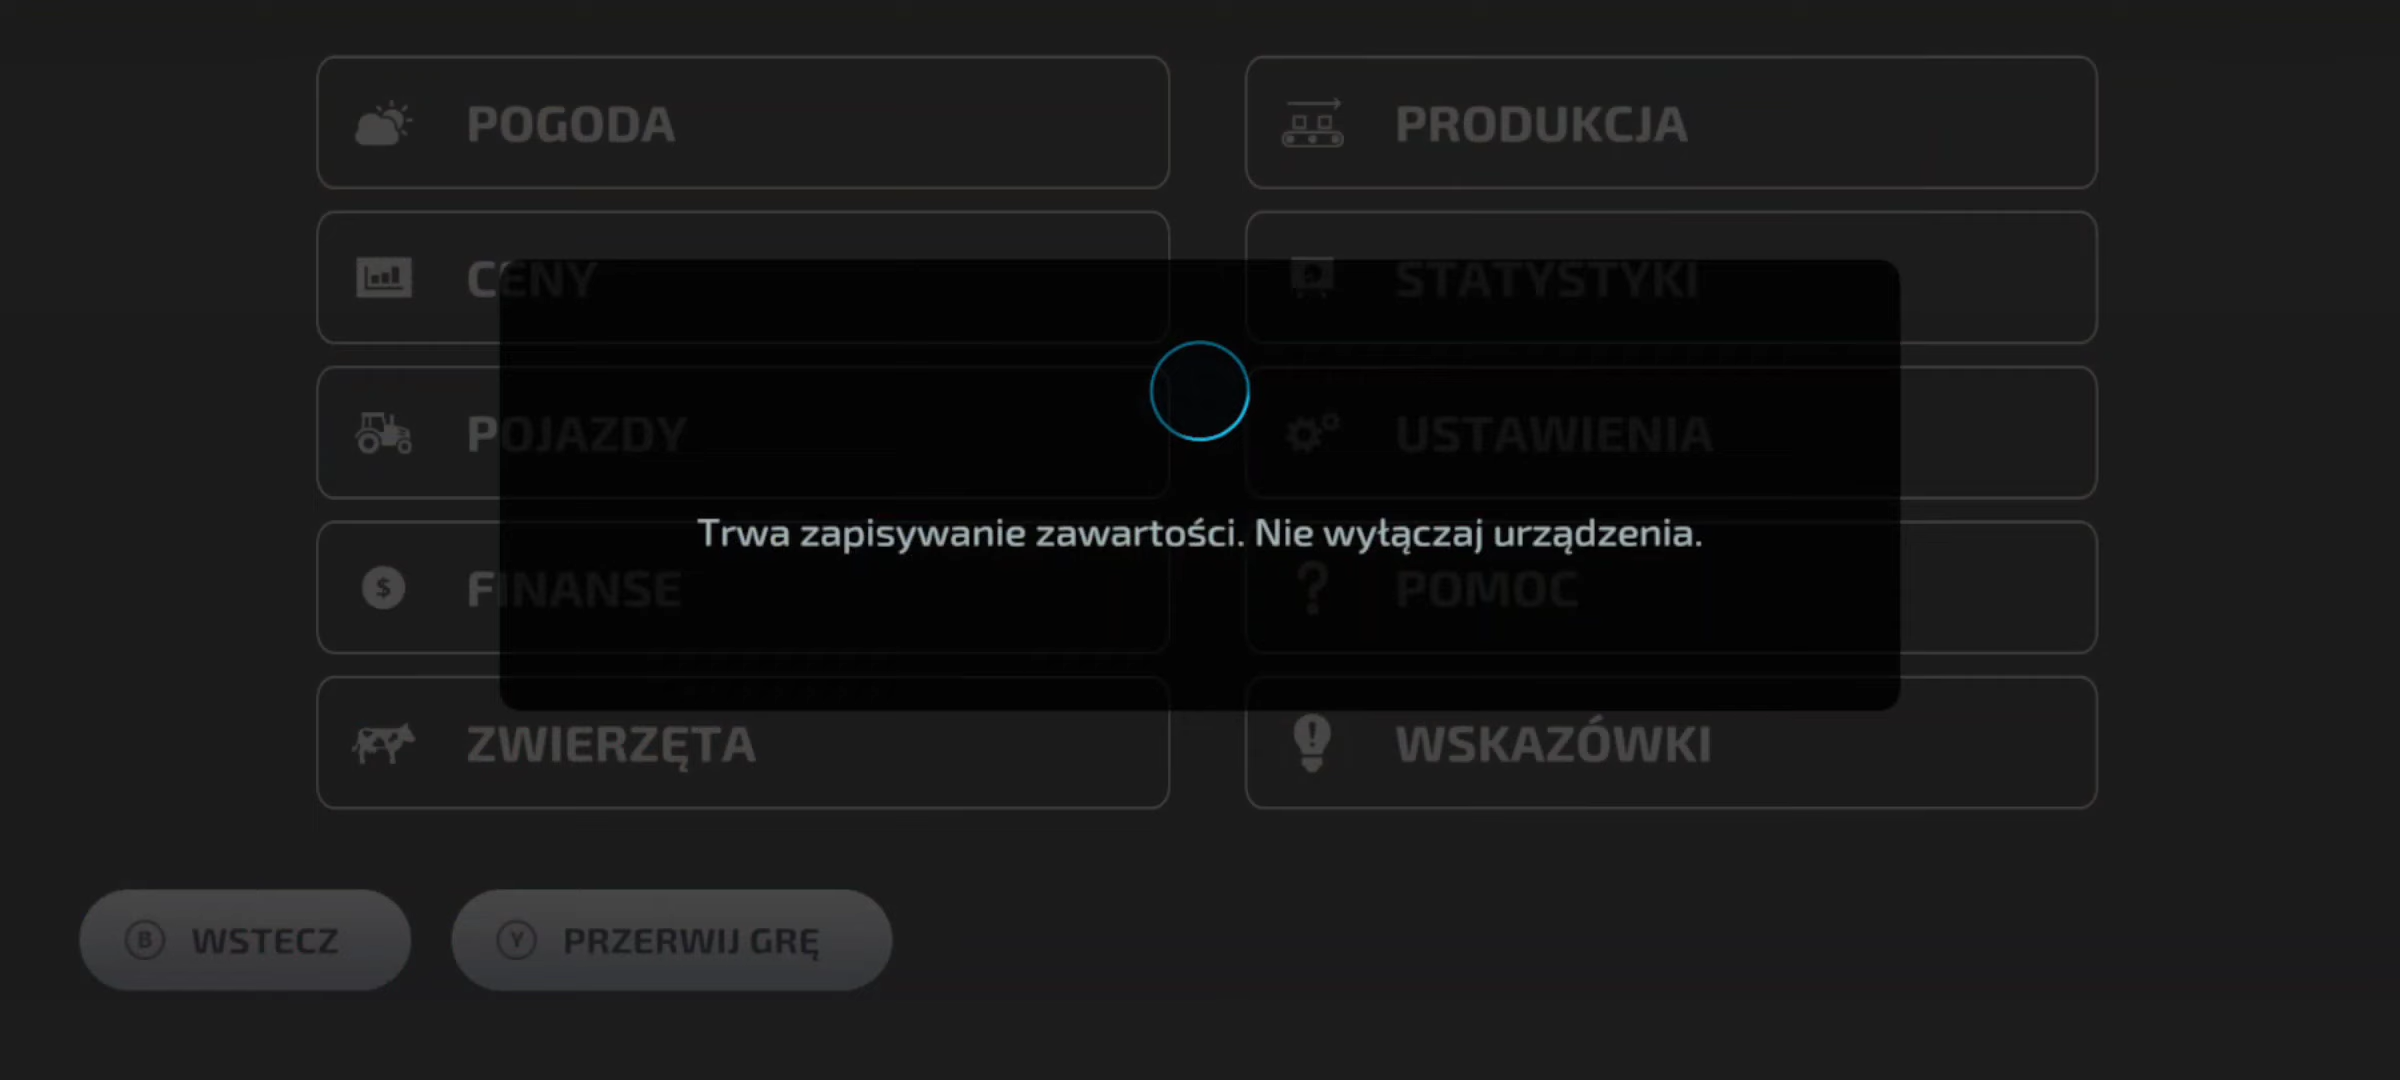 POGODA
PRODUKCJA
CENY
STATYSTYKI
POJAZDY
USTAWIENIA
Trwa zapisywanie zawartości. Nie wyłączaj urządzenia.
$ FINANSE
? POMOC
ZWIERZĘTA
WSKAZÓWKI
B WSTECZ
Y PRZERWIJ GRĘ